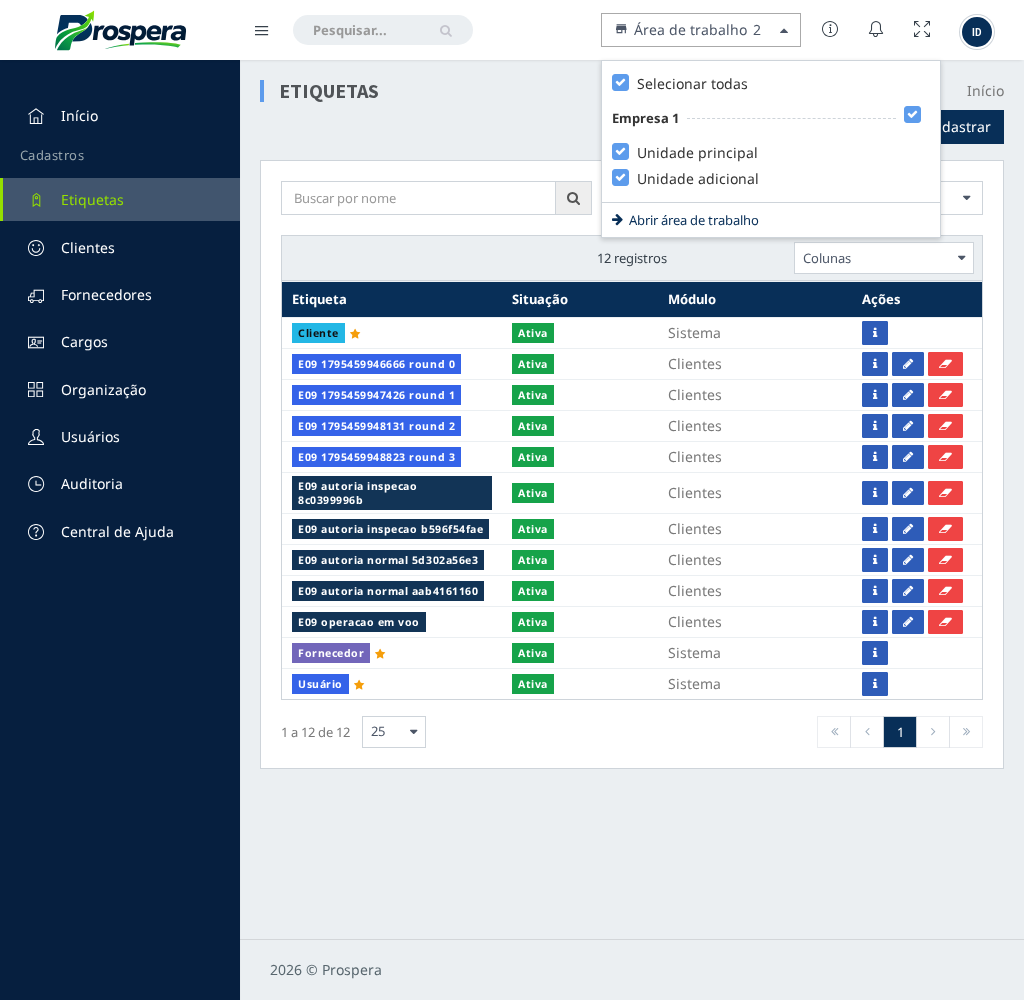 Prospera
Pesquisar...
Área de trabalho 2
ID
Selecionar todas
Empresa 1
Unidade principal
Unidade adicional
Abrir área de trabalho
Início
Cadastros
Etiquetas
Clientes
Fornecedores
Cargos
Organização
Usuários
Auditoria
Central de Ajuda
ETIQUETAS
Início
dastrar
Buscar por nome
12 registros
Colunas
Etiqueta Situação Módulo Ações
Cliente Ativa Sistema
E09 1795459946666 round 0 Ativa Clientes
E09 1795459947426 round 1 Ativa Clientes
E09 1795459948131 round 2 Ativa Clientes
E09 1795459948823 round 3 Ativa Clientes
E09 autoria inspecao
8c0399996b Ativa Clientes
E09 autoria inspecao b596f54fae Ativa Clientes
E09 autoria normal 5d302a56e3 Ativa Clientes
E09 autoria normal aab4161160 Ativa Clientes
E09 operacao em voo Ativa Clientes
Fornecedor Ativa Sistema
Usuário Ativa Sistema
1 a 12 de 12 25
« ‹ 1 › »
2026 © Prospera